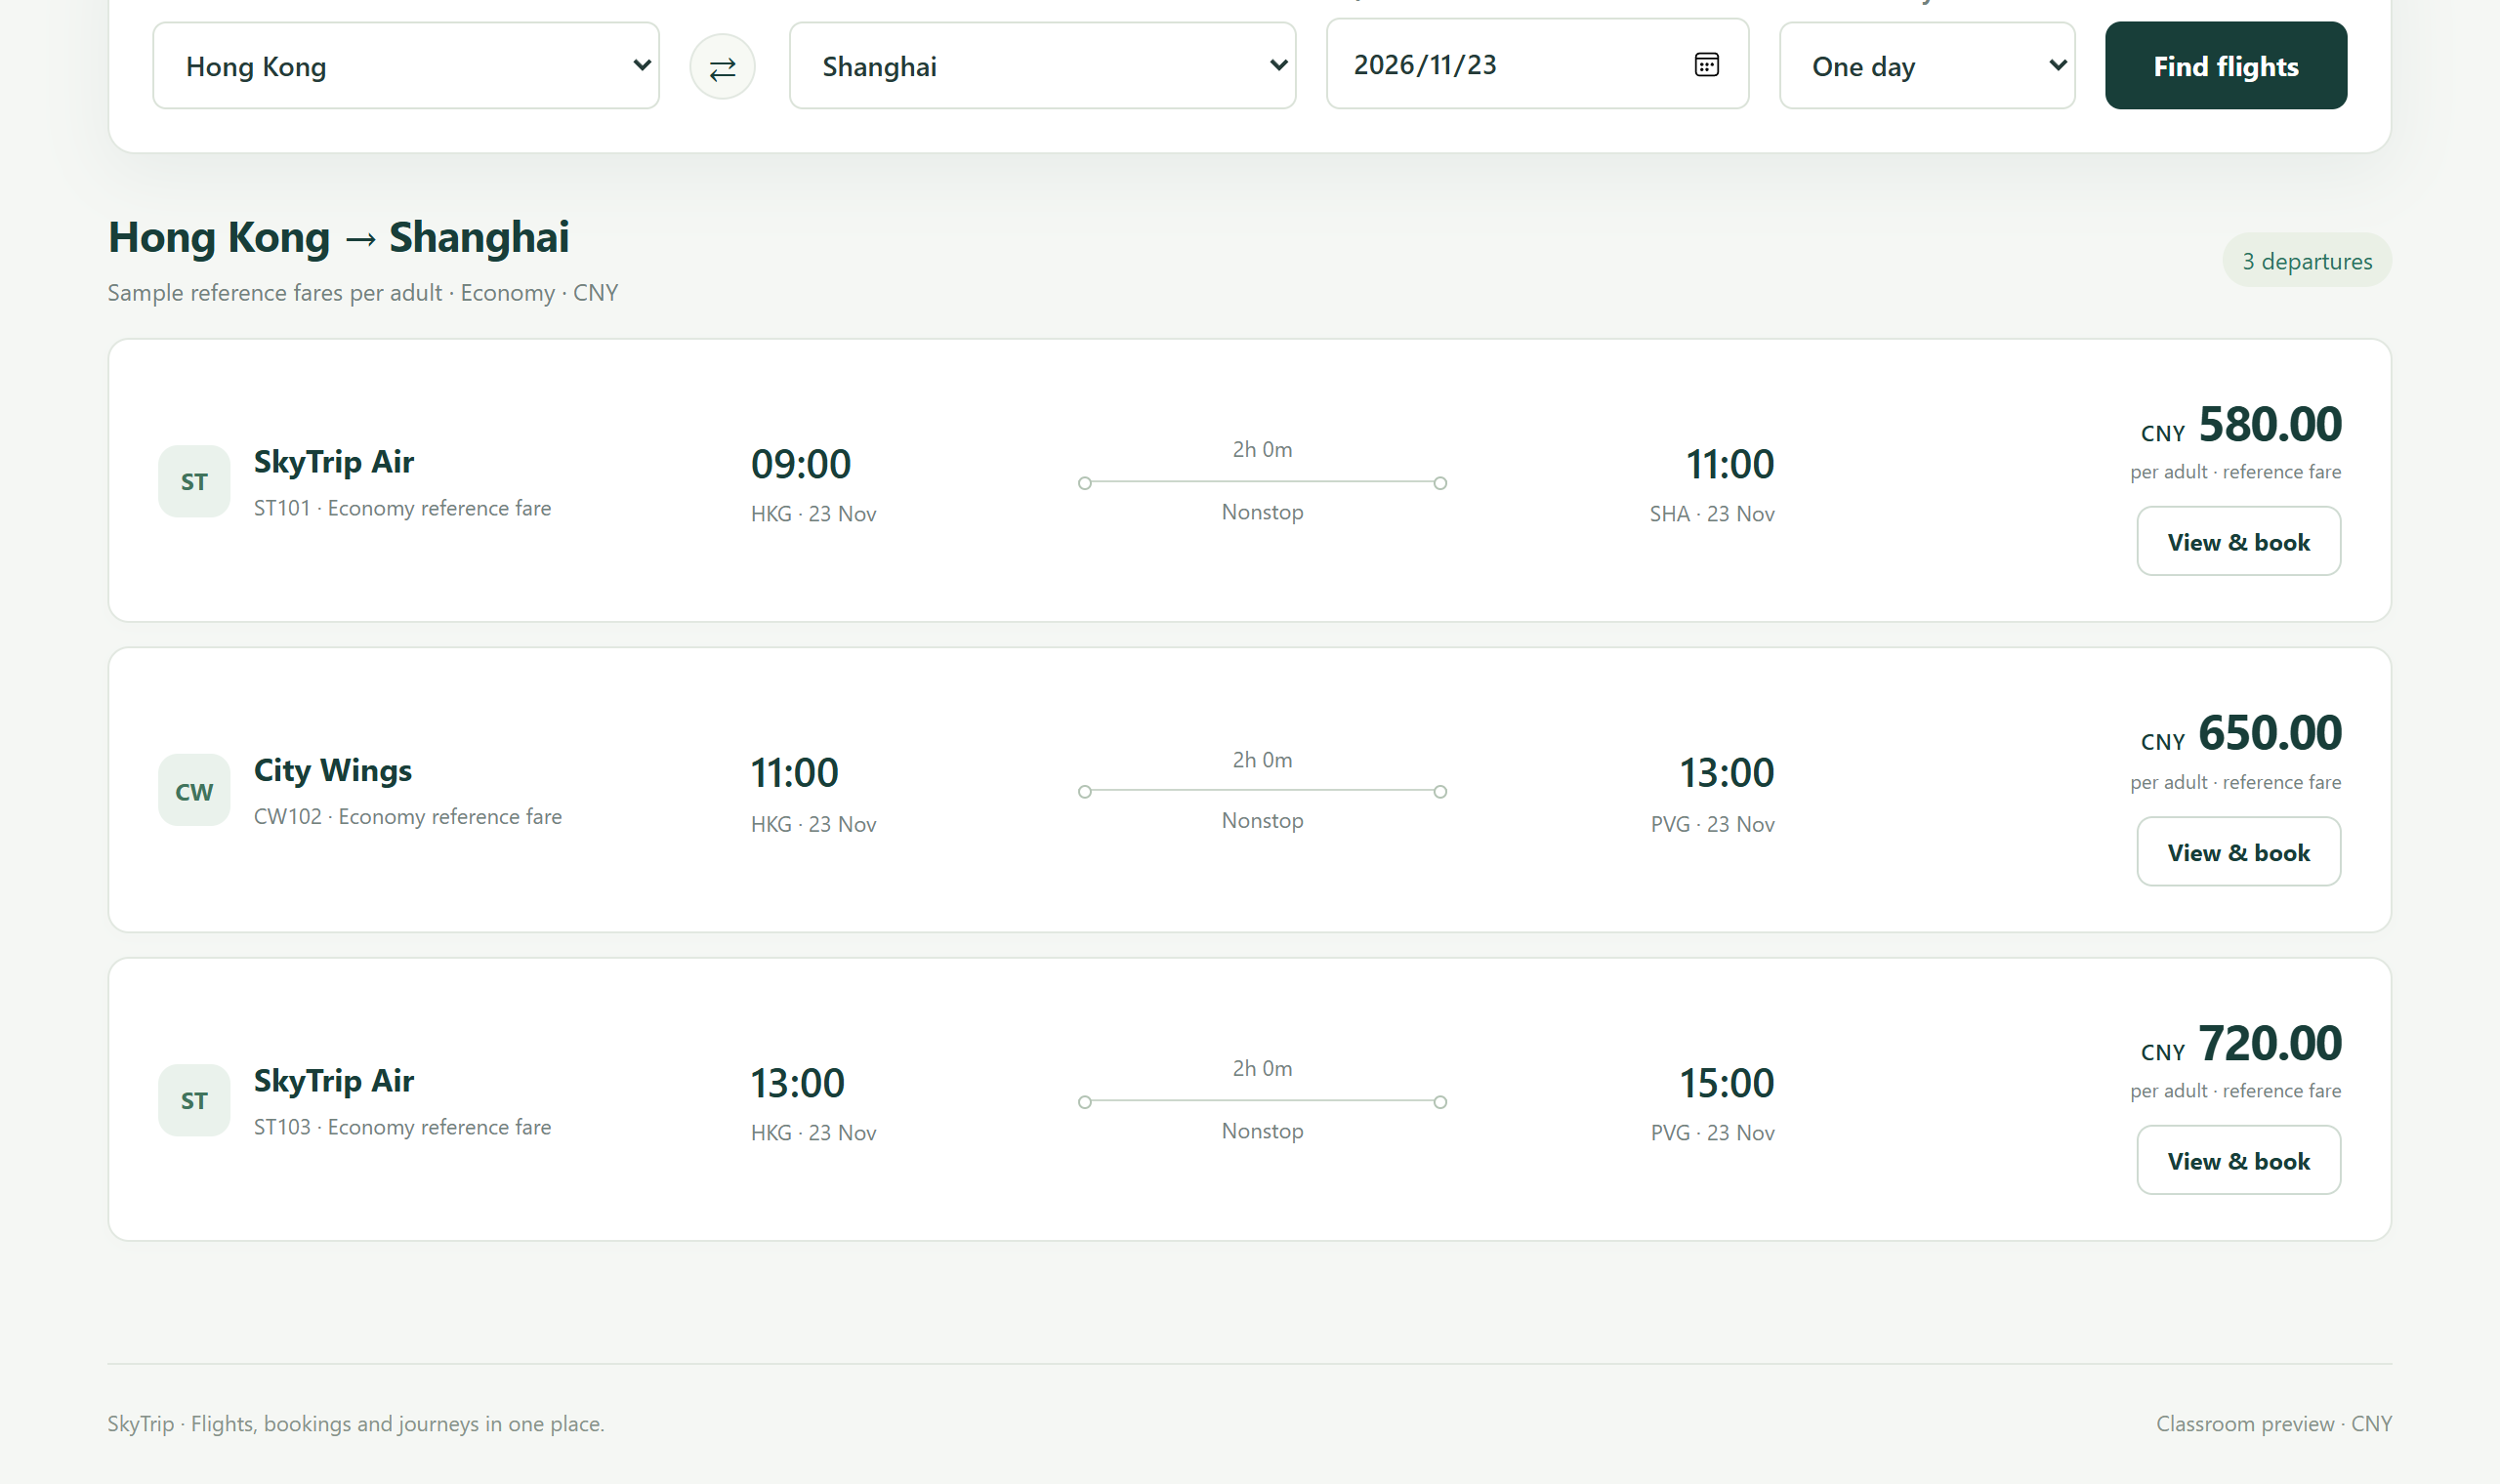 Hong Kong
Shanghai
2026/11/23
One day
Find flights
Hong Kong → Shanghai
Sample reference fares per adult · Economy · CNY
3 departures
ST
SkyTrip Air
ST101 · Economy reference fare
09:00
HKG · 23 Nov
2h 0m
Nonstop
11:00
SHA · 23 Nov
CNY 580.00
per adult · reference fare
View & book
CW
City Wings
CW102 · Economy reference fare
11:00
HKG · 23 Nov
2h 0m
Nonstop
13:00
PVG · 23 Nov
CNY 650.00
per adult · reference fare
View & book
ST
SkyTrip Air
ST103 · Economy reference fare
13:00
HKG · 23 Nov
2h 0m
Nonstop
15:00
PVG · 23 Nov
CNY 720.00
per adult · reference fare
View & book
SkyTrip · Flights, bookings and journeys in one place.
Classroom preview · CNY